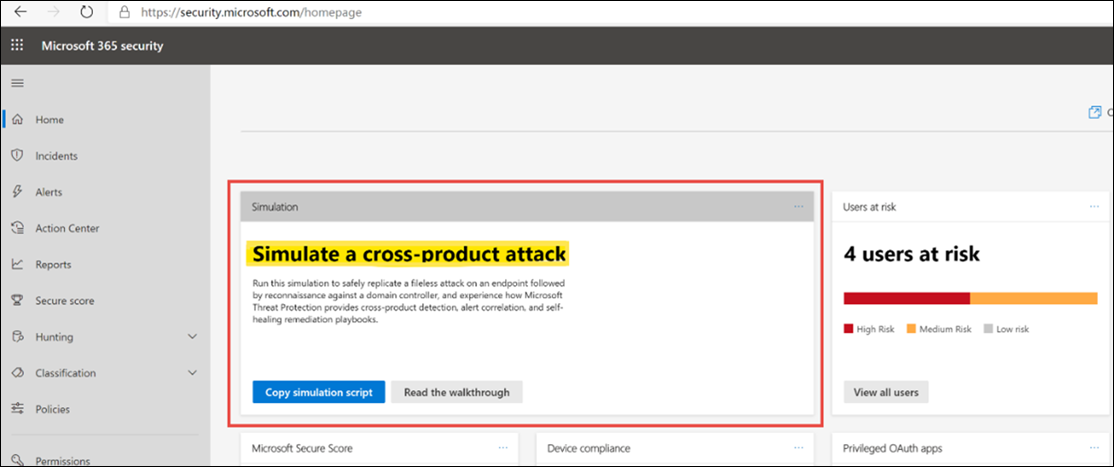 https://security.microsoft.com/homepage
Microsoft 365 security
Home
Incidents
Alerts
Action Center
Reports
Secure score
Hunting
Classification
Policies
Permissions
Simulation
Simulate a cross-product attack
Run this simulation to safely replicate a fileless attack on an endpoint followed
by reconnaissance against a domain controller, and experience how Microsoft
Threat Protection provides cross-product detection, alert correlation, and self-
healing remediation playbooks.
Copy simulation script
Read the walkthrough
Users at risk
4 users at risk
High Risk
Medium Risk
Low risk
View all users
Microsoft Secure Score
Device compliance
Privileged OAuth apps